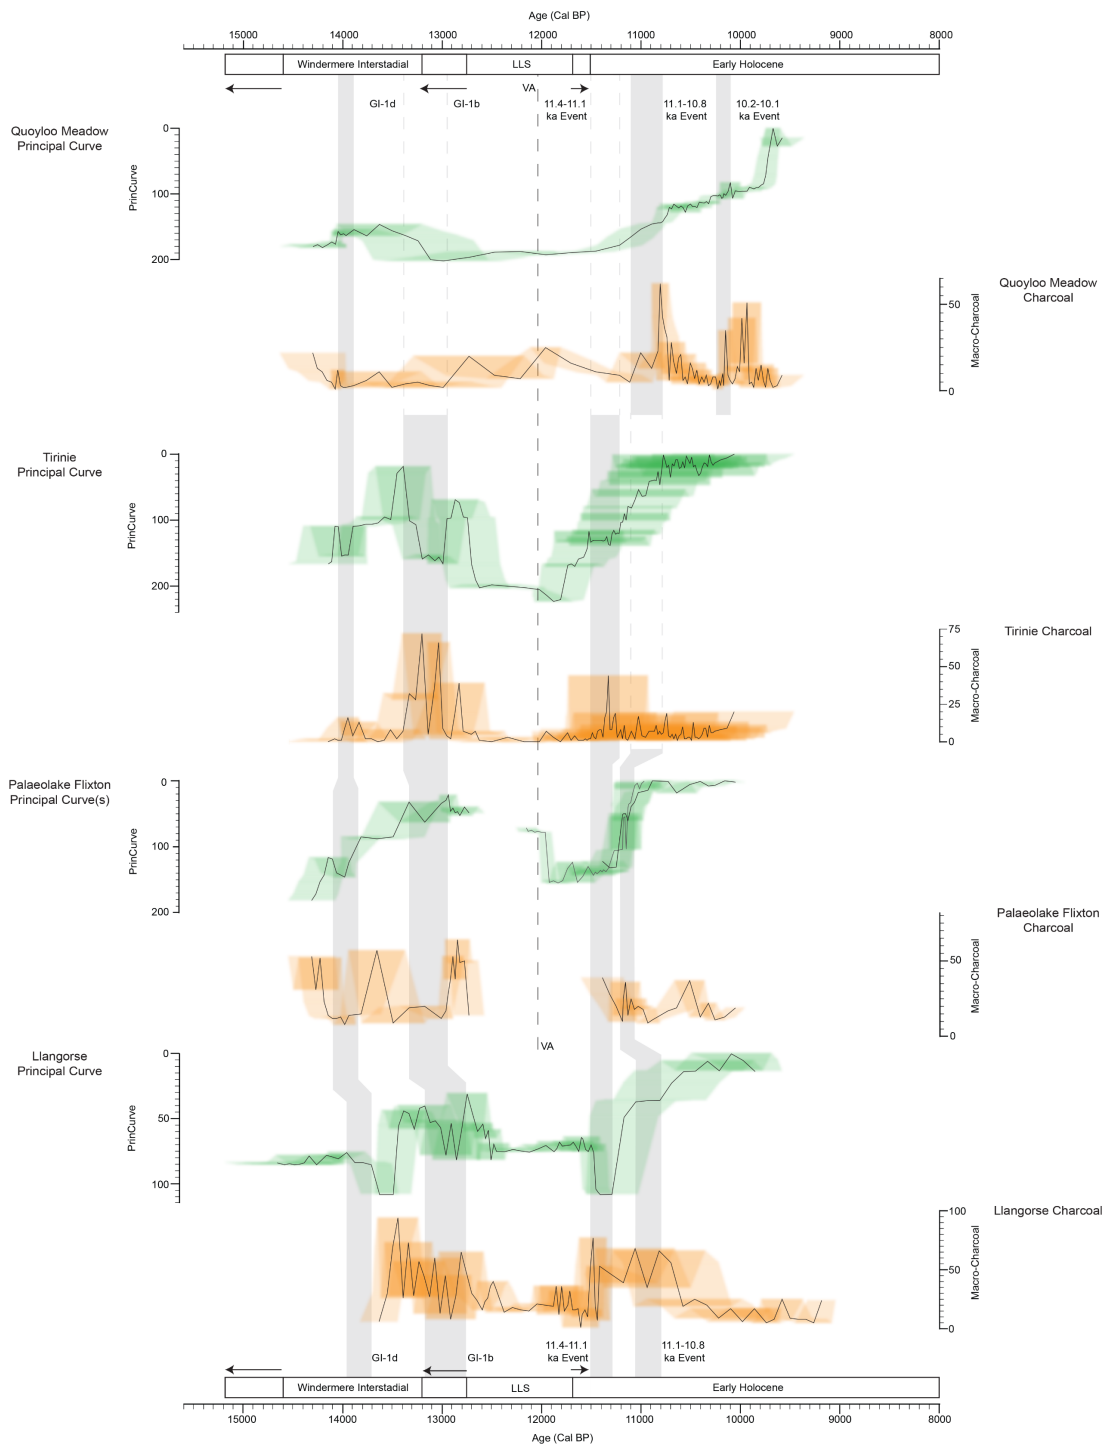 Age (Cal BP)
15000 14000 13000 12000 11000 10000 9000 8000
Windermere Interstadial LLS Early Holocene
VA
GI-1d GI-1b 11.4-11.1 11.1-10.8 10.2-10.1
ka Event ka Event ka Event
Quoyloo Meadow
Principal Curve
PrinCurve
0
100
200
Quoyloo Meadow
Charcoal
Macro-Charcoal
50
0
Tirinie
Principal Curve
PrinCurve
0
100
200
Tirinie Charcoal
Macro-Charcoal
75
50
25
0
Palaeolake Flixton
Principal Curve(s)
PrinCurve
0
100
200
Palaeolake Flixton
Charcoal
Macro-Charcoal
50
0
VA
Llangorse
Principal Curve
PrinCurve
0
50
100
Llangorse Charcoal
Macro-Charcoal
100
50
0
GI-1d GI-1b 11.4-11.1 11.1-10.8
ka Event ka Event
Windermere Interstadial LLS Early Holocene
15000 14000 13000 12000 11000 10000 9000 8000
Age (Cal BP)